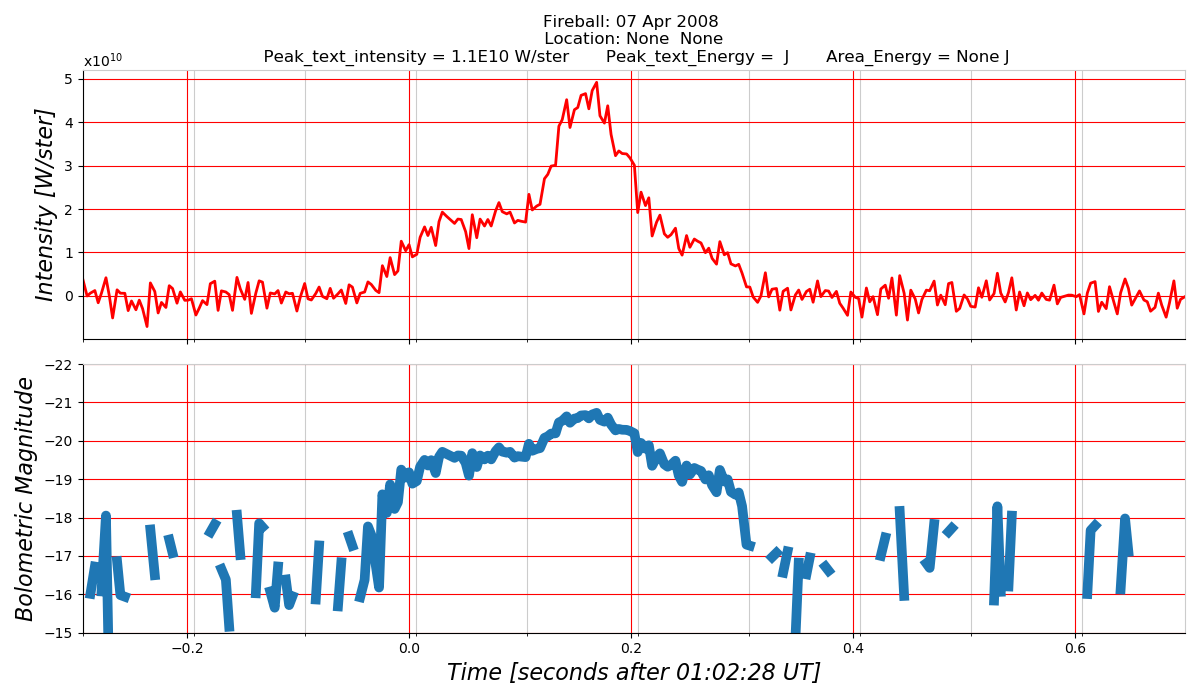 Fireball: 07 Apr 2008
Location: None  None
Peak_text_intensity = 1.1E10 W/ster       Peak_text_Energy =  J       Area_Energy = None J
x10¹⁰
5
4
3
2
1
0
Intensity [W/ster]
−22
−21
−20
−19
−18
−17
−16
−15
Bolometric Magnitude
−0.2
0.0
0.2
0.4
0.6
Time [seconds after 01:02:28 UT]